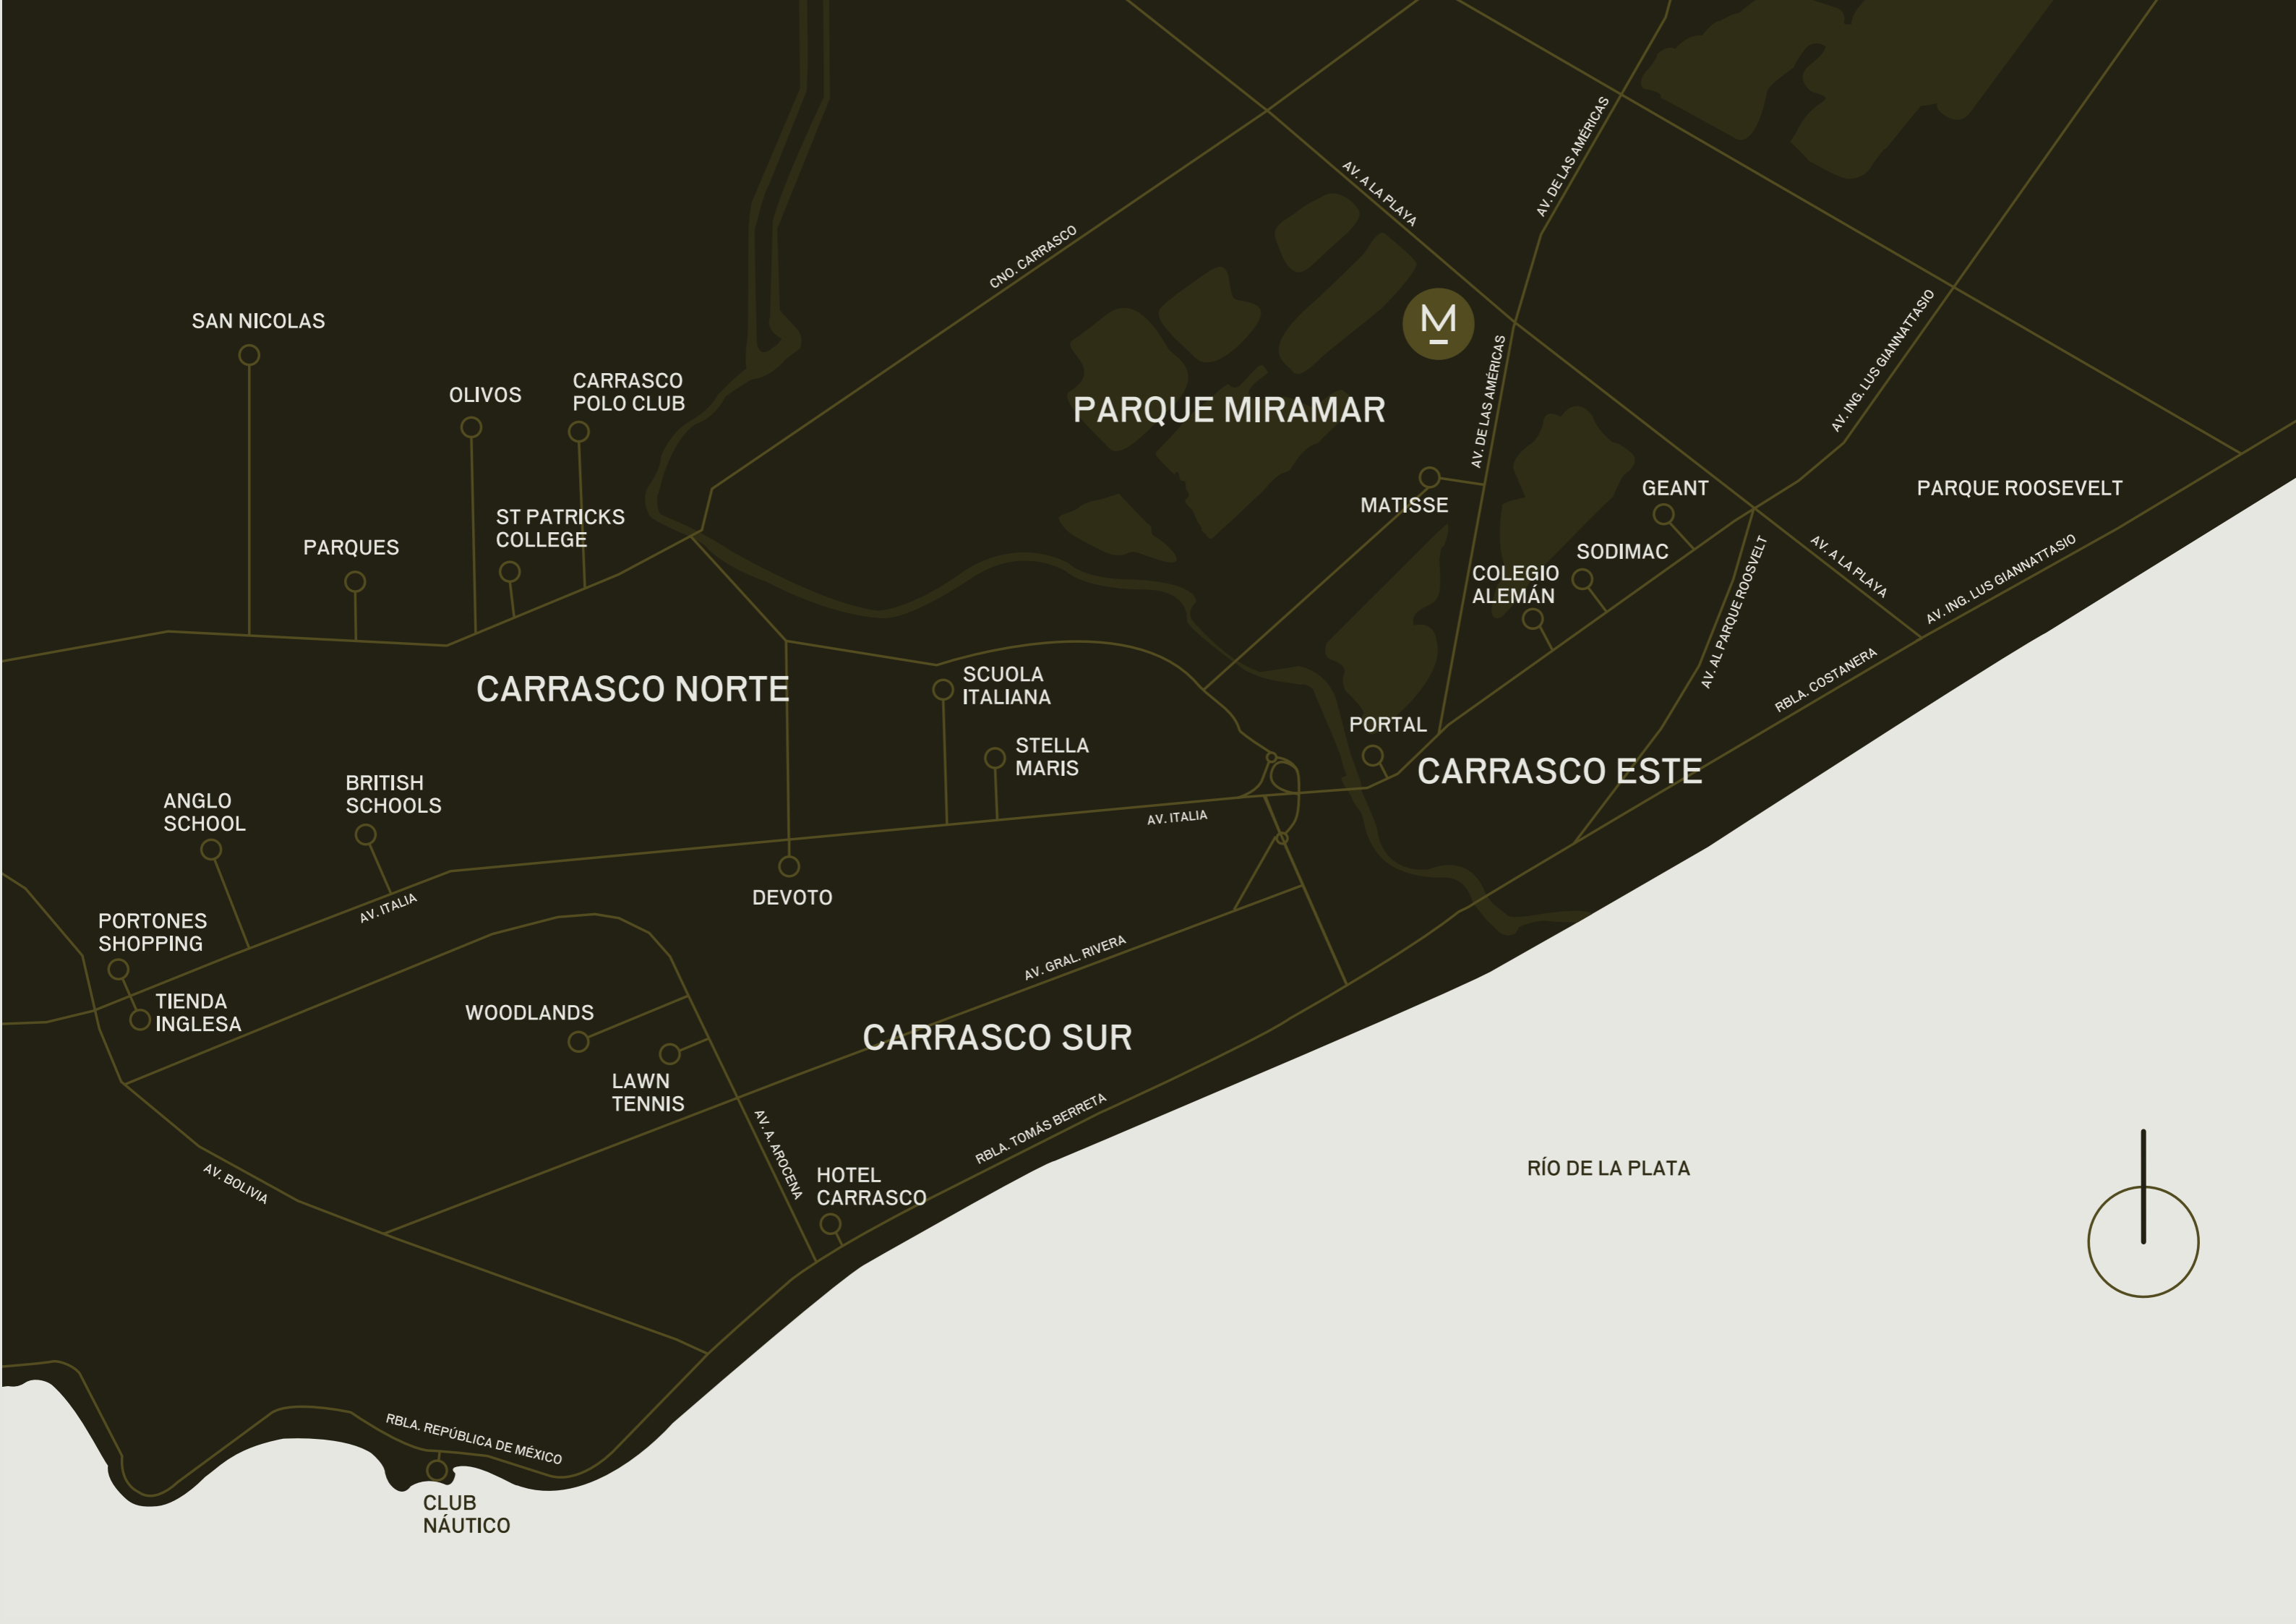 AV. DE LAS AMÉRICAS
AV. A LA PLAYA
CNO. CARRASCO
SAN NICOLAS
M
AV. ING. LUS GIANNATTASIO
AV. DE LAS AMÉRICAS
OLIVOS
CARRASCO
POLO CLUB
PARQUE MIRAMAR
MATISSE
GEANT
PARQUE ROOSEVELT
ST PATRICKS
COLLEGE
PARQUES
SODIMAC
COLEGIO
ALEMÁN
AV. A LA PLAYA
AV. ING. LUS GIANNATTASIO
AV. AL PARQUE ROOSVELT
RBLA. COSTANERA
CARRASCO NORTE
SCUOLA
ITALIANA
PORTAL
STELLA
MARIS
CARRASCO ESTE
BRITISH
SCHOOLS
ANGLO
SCHOOL
AV. ITALIA
DEVOTO
AV. ITALIA
PORTONES
SHOPPING
AV. GRAL. RIVERA
TIENDA
INGLESA
WOODLANDS
CARRASCO SUR
LAWN
TENNIS
RBLA. TOMÁS BERRETA
AV. A. AROCENA
RÍO DE LA PLATA
AV. BOLIVIA
HOTEL
CARRASCO
RBLA. REPÚBLICA DE MÉXICO
CLUB
NÁUTICO